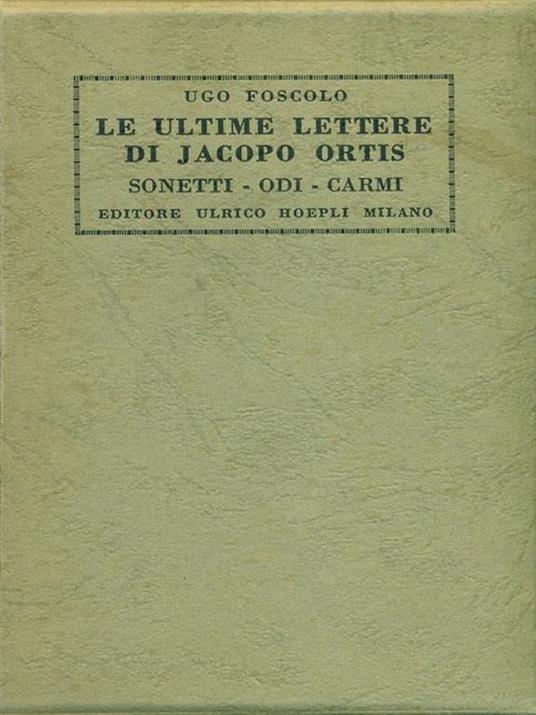 UGO FOSCOLO
LE ULTIME LETTERE
DI JACOPO ORTIS
SONETTI - ODI - CARMI
EDITORE ULRICO HOEPLI MILANO